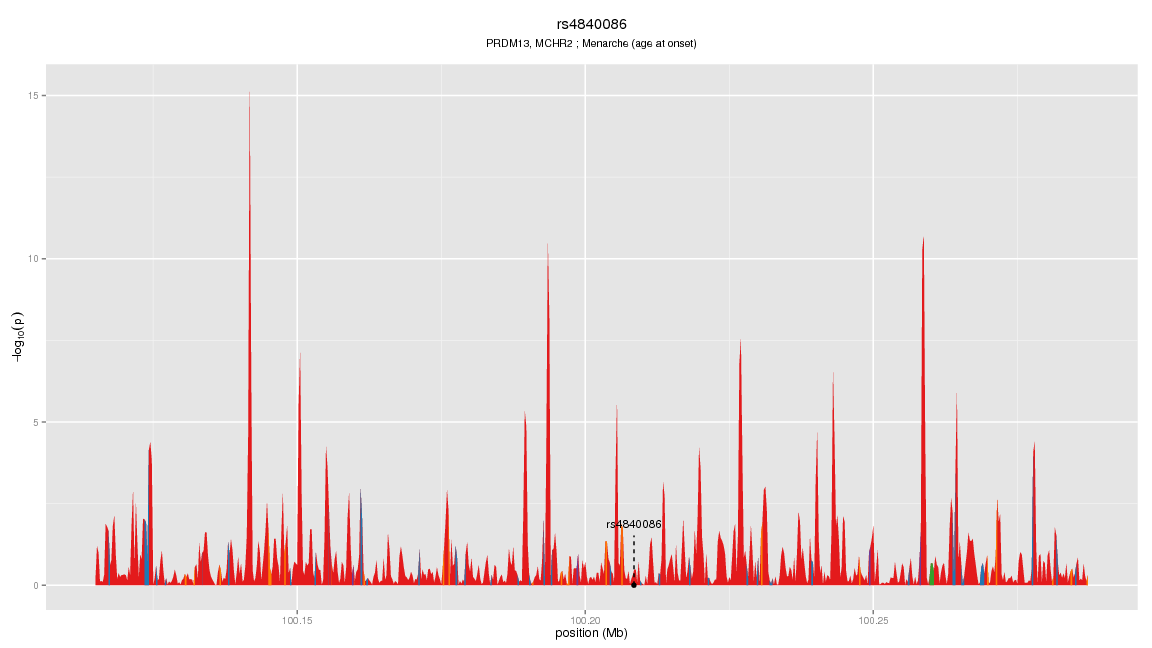 rs4840086
PRDM13, MCHR2 ; Menarche (age at onset)
15
10
5
0
−log10(p)
rs4840086
100.15
100.20
100.25
position (Mb)